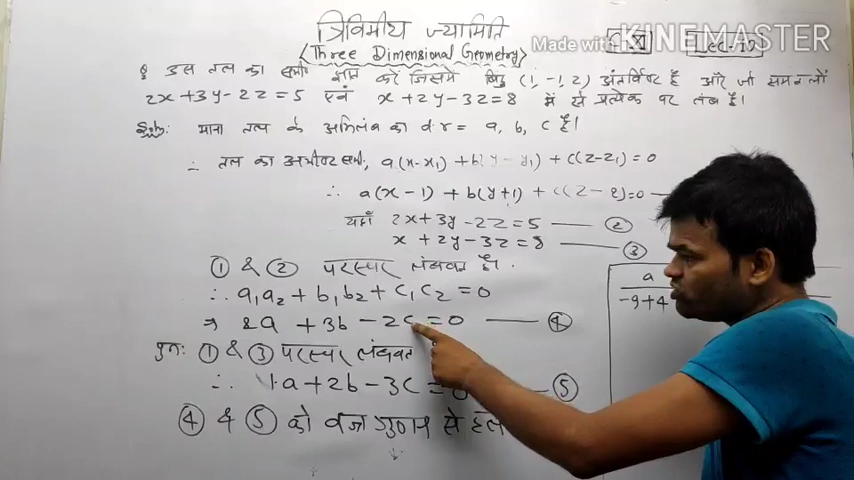 त्रिविमीय ज्यामिति
(Three Dimensional Geometry)
Made with KINEMASTER
उस तल का समी ज्ञात करें जिसमें बिंदु (1, -1, 2) अंतर्विष्ट है और जो समतलों
2x+3y-2z=5 एवं x+2y-3z=8 में से प्रत्येक पर लंब है।
Soln: माना तल के अभिलंब का d.r = a, b, c है।
∴ तल का अभीष्ट समी, a(x-x₁) + b(y-y₁) + c(z-z₁)=0
∴ a(x-1) + b(y+1) + c(z-2)=0
यहाँ 2x+3y-2z=5 ② 
x+2y-3z=8 ③
① & ② परस्पर लंबवत है।
∴ a₁a₂ + b₁b₂ + c₁c₂ = 0
⇒ 2a + 3b - 2c = 0 ④
पुनः ① & ③ परस्पर लंबवत
∴ 1.a + 2b - 3c = 0 ⑤
④ & ⑤ को वज्र गुणन से हल
a
-9+4